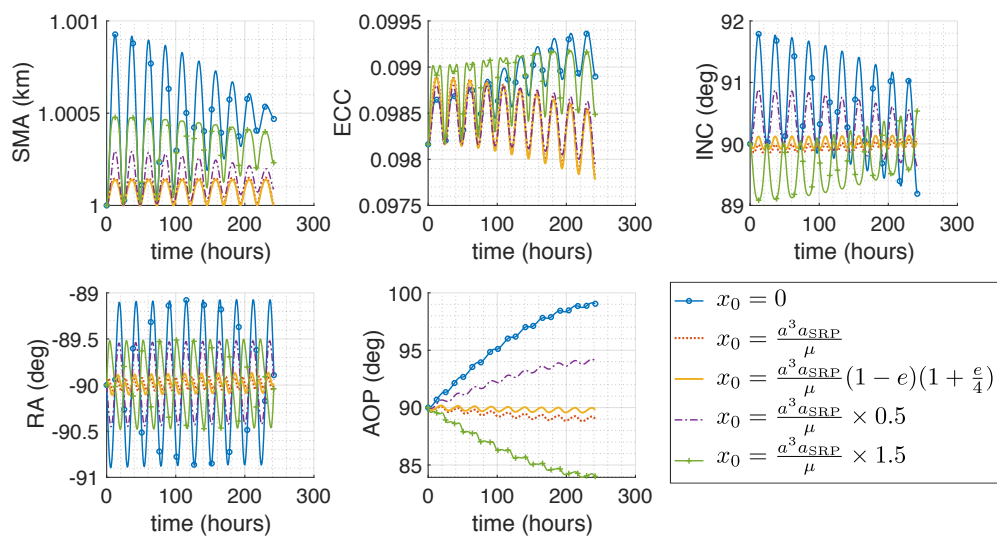 1.001
1.0005
1
SMA (km)
0 100 200 300
time (hours)
0.0995
0.099
0.0985
0.098
0.0975
ECC
0 100 200 300
time (hours)
92
91
90
89
INC (deg)
0 100 200 300
time (hours)
-89
-89.5
-90
-90.5
-91
RA (deg)
0 100 200 300
time (hours)
100
95
90
85
AOP (deg)
0 100 200 300
time (hours)
x₀ = 0
x₀ = a³a_SRP/μ
x₀ = a³a_SRP/μ (1 − e)(1 + e/4)
x₀ = a³a_SRP/μ × 0.5
x₀ = a³a_SRP/μ × 1.5